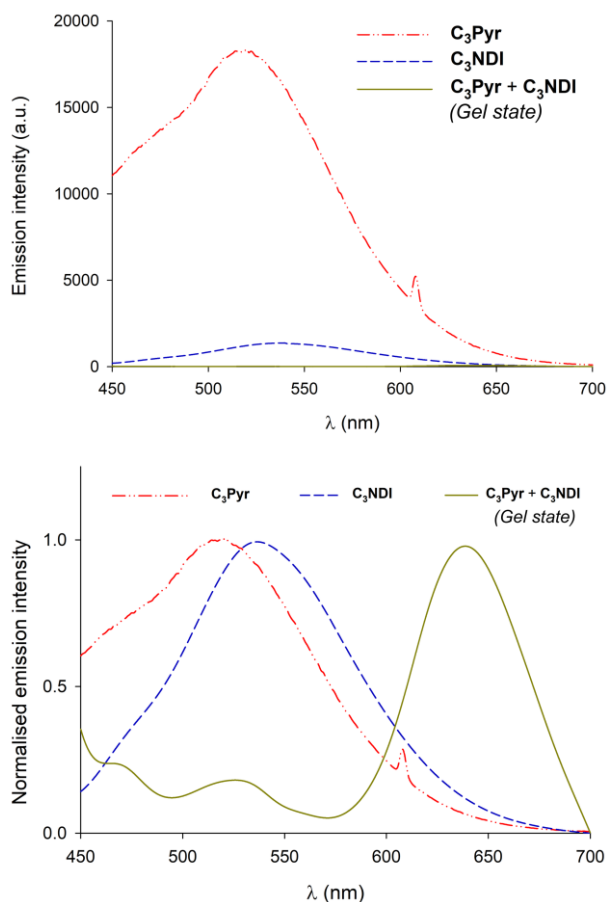 20000
15000
10000
5000
0
Emission intensity (a.u.)
C₃Pyr
C₃NDI
C₃Pyr + C₃NDI
(Gel state)
450 500 550 600 650 700
λ (nm)
1.0
0.5
0.0
Normalised emission intensity
C₃Pyr C₃NDI C₃Pyr + C₃NDI
(Gel state)
450 500 550 600 650 700
λ (nm)